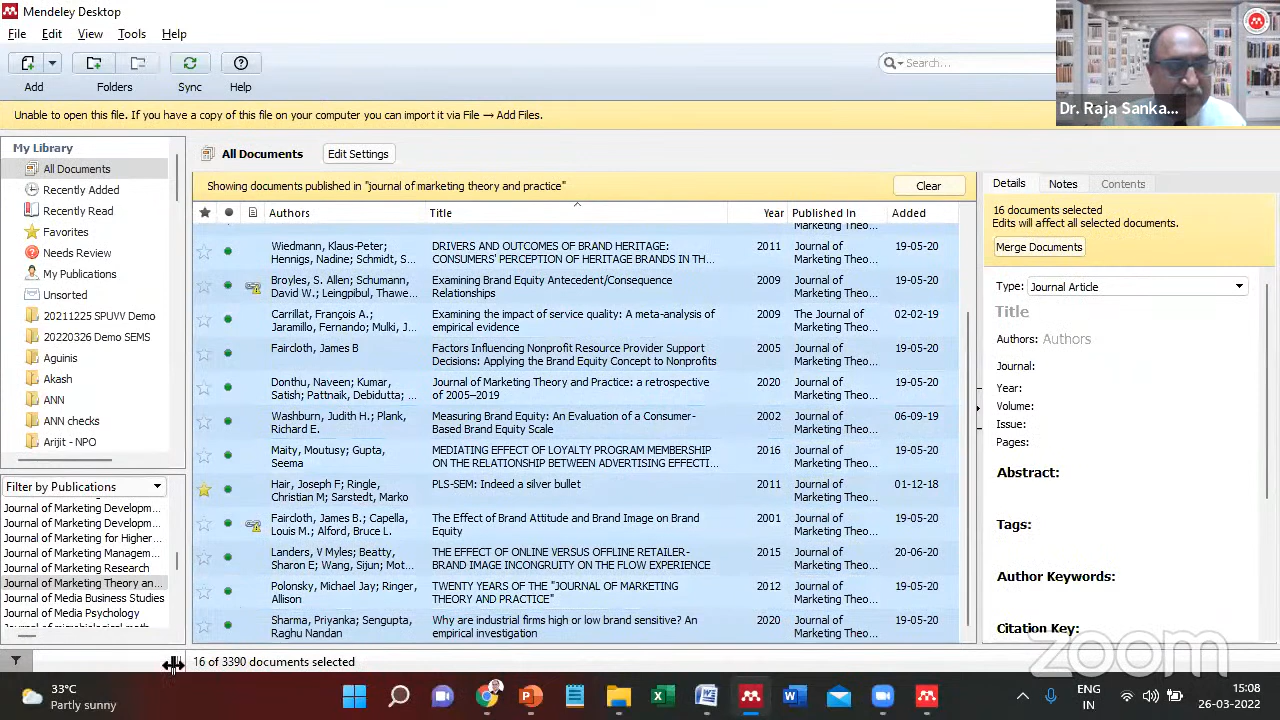 Mendeley Desktop
File Edit View Tools Help
Search...
Add Folders Sync Help
Dr. Raja Sanka...
Unable to open this file. If you have a copy of this file on your computer you can import it via File → Add Files.
My Library
All Documents
Recently Added
Recently Read
Favorites
Needs Review
My Publications
Unsorted
20211225 SPUVV Demo
20220326 Demo SEMS
Aguinis
Akash
ANN
ANN checks
Arijit - NPO
Filter by Publications
Journal of Marketing Developm...
Journal of Marketing Developm...
Journal of Marketing for Higher...
Journal of Marketing Managem...
Journal of Marketing Research
Journal of Marketing Theory an...
Journal of Media Business Studies
Journal of Media Psychology
All Documents Edit Settings
Showing documents published in "journal of marketing theory and practice" Clear
Authors Title Year Published In Added
Marketing Theo...
Wiedmann, Klaus-Peter; DRIVERS AND OUTCOMES OF BRAND HERITAGE: 2011 Journal of 19-05-20
Hennigs, Nadine; Schmidt, S... CONSUMERS' PERCEPTION OF HERITAGE BRANDS IN TH... Marketing Theo...
Broyles, S. Allen; Schumann, Examining Brand Equity Antecedent/Consequence 2009 Journal of 19-05-20
David W.; Leingpibul, Thawe... Relationships Marketing Theo...
Carrillat, François A.; Examining the impact of service quality: A meta-analysis of 2009 The Journal of 02-02-19
Jaramillo, Fernando; Mulki, J... empirical evidence Marketing Theo...
Faircloth, James B Factors Influencing Nonprofit Resource Provider Support 2005 Journal of 19-05-20
Decisions: Applying the Brand Equity Concept to Nonprofits Marketing Theo...
Donthu, Naveen; Kumar, Journal of Marketing Theory and Practice: a retrospective 2020 Journal of 19-05-20
Satish; Pattnaik, Debidutta; ... of 2005–2019 Marketing Theo...
Washburn, Judith H.; Plank, Measuring Brand Equity: An Evaluation of a Consumer- 2002 Journal of 06-09-19
Richard E. Based Brand Equity Scale Marketing Theo...
Maity, Moutusy; Gupta, MEDIATING EFFECT OF LOYALTY PROGRAM MEMBERSHIP 2016 Journal of 19-05-20
Seema ON THE RELATIONSHIP BETWEEN ADVERTISING EFFECTI... Marketing Theo...
Hair, Joseph F; Ringle, PLS-SEM: Indeed a silver bullet 2011 Journal of 01-12-18
Christian M; Sarstedt, Marko Marketing Theo...
Faircloth, James B.; Capella, The Effect of Brand Attitude and Brand Image on Brand 2001 Journal of 19-05-20
Louis M.; Alford, Bruce L. Equity Marketing Theo...
Landers, V Myles; Beatty, THE EFFECT OF ONLINE VERSUS OFFLINE RETAILER- 2015 Journal of 20-06-20
Sharon E; Wang, Sijun; Mot... BRAND IMAGE INCONGRUITY ON THE FLOW EXPERIENCE Marketing Theo...
Polonsky, Michael Jay; Ringer, TWENTY YEARS OF THE "JOURNAL OF MARKETING 2012 Journal of 19-05-20
Allison THEORY AND PRACTICE" Marketing Theo...
Sharma, Priyanka; Sengupta, Why are industrial firms high or low brand sensitive? An 2020 Journal of 19-05-20
Raghu Nandan empirical investigation Marketing Theo...
Details Notes Contents
16 documents selected
Edits will affect all selected documents.
Merge Documents
Type: Journal Article
Title
Authors: Authors
Journal:
Year:
Volume:
Issue:
Pages:
Abstract:
Tags:
Author Keywords:
Citation Key:
16 of 3390 documents selected
zoom
33°C
Partly sunny
ENG
IN
15:08
26-03-2022